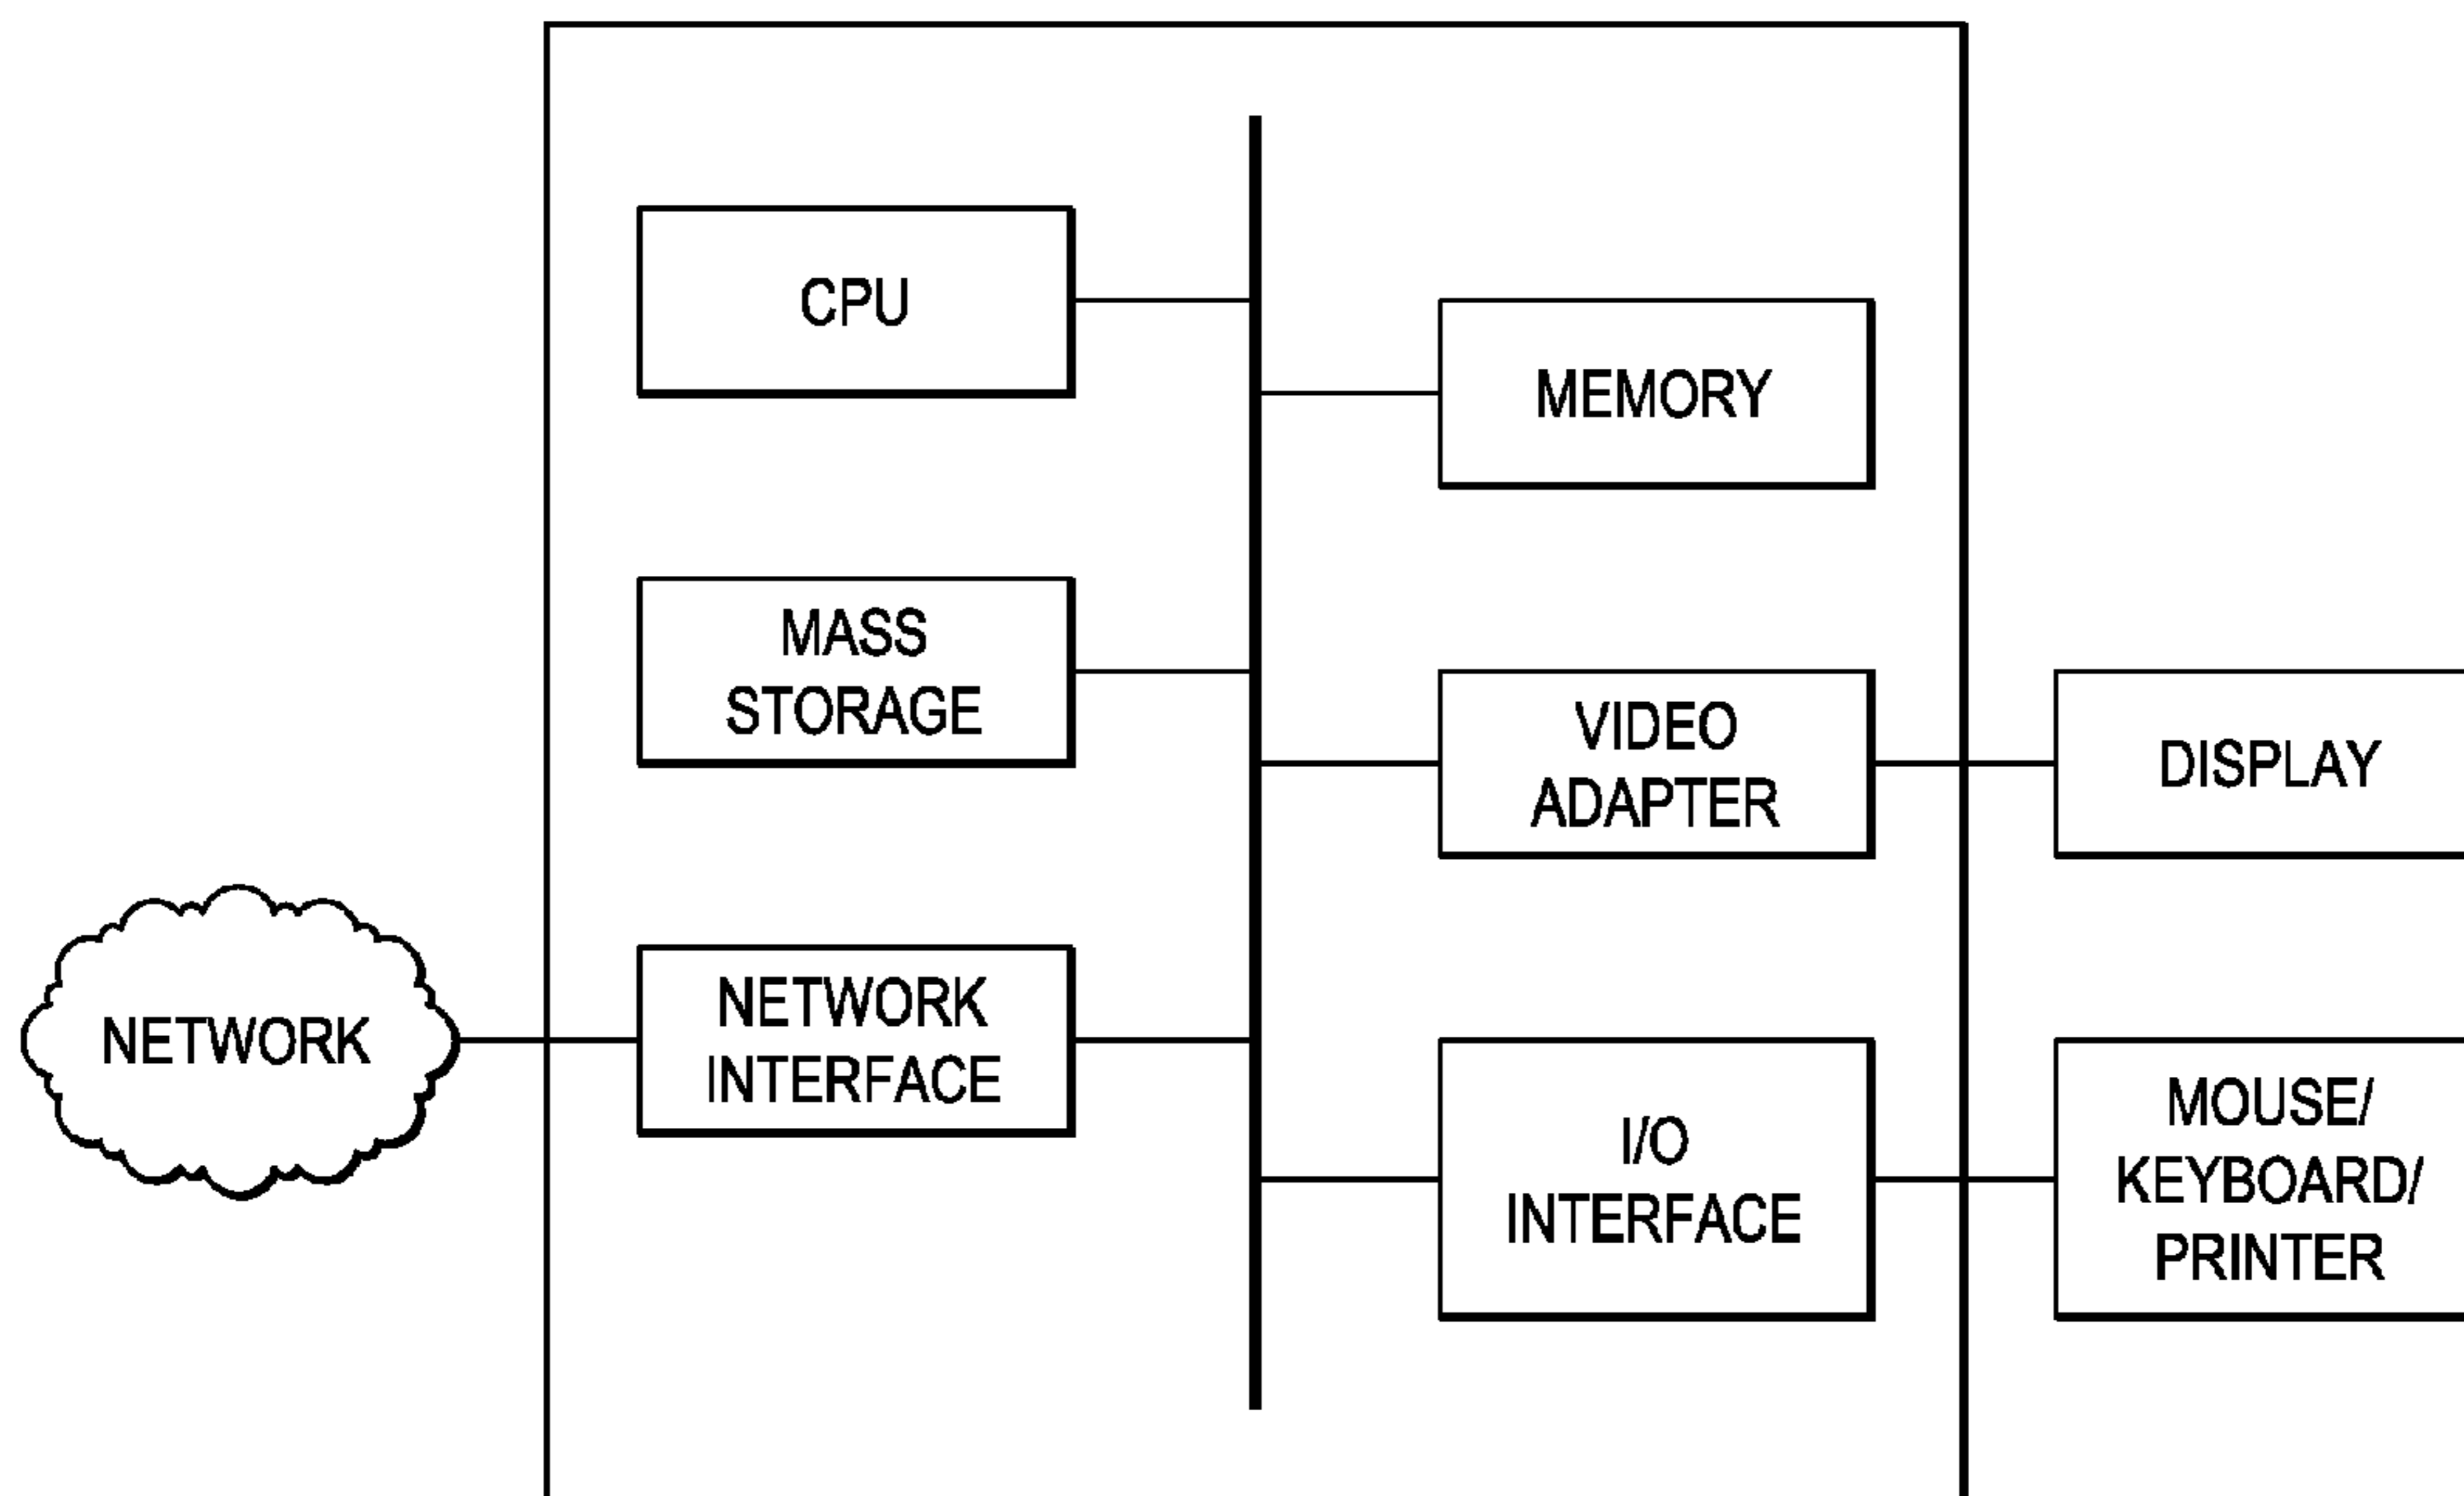 CPU
MEMORY
MASS
STORAGE
VIDEO
ADAPTER
DISPLAY
NETWORK
NETWORK
INTERFACE
I/O
INTERFACE
MOUSE/
KEYBOARD/
PRINTER